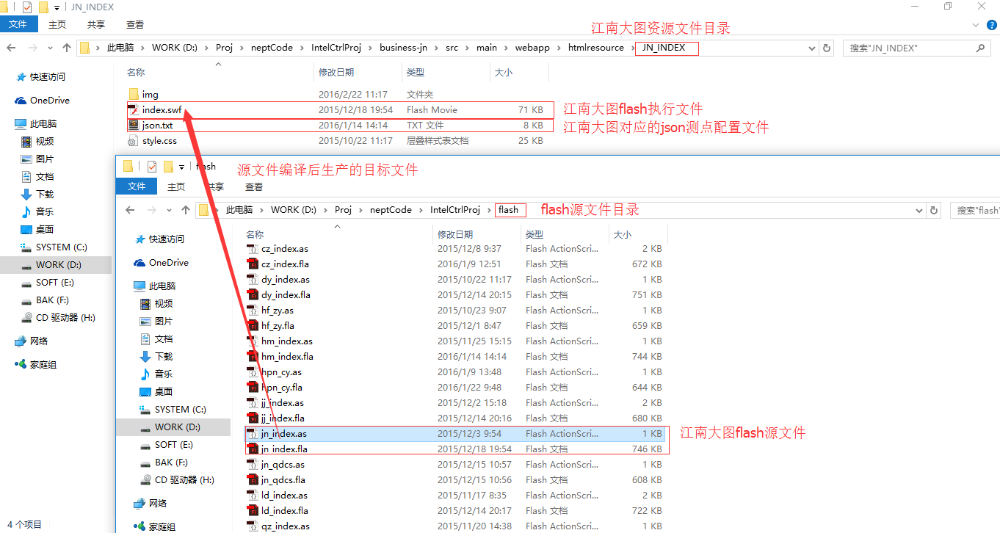 JN_INDEX
文件 主页 共享 查看
江南大图资源文件目录
此电脑 > WORK (D:) > Proj > neptCode > IntelCtrlProj > business-jn > src > main > webapp > htmlresource > JN_INDEX
搜索"JN_INDEX"
名称 修改日期 类型 大小
img 2016/2/22 11:17 文件夹
index.swf 2015/12/18 19:54 Flash Movie 71 KB
江南大图flash执行文件
json.txt 2016/1/14 14:14 TXT 文件 8 KB
江南大图对应的json测点配置文件
style.css 2015/10/22 11:17 层叠样式表文档 25 KB
快速访问
OneDrive
此电脑
视频
图片
文档
下载
音乐
桌面
SYSTEM (C:)
WORK (D:)
SOFT (E:)
BAK (F:)
CD 驱动器 (H:)
网络
家庭组
4 个项目
flash
源文件编译后生产的目标文件
文件 主页 共享 查看
此电脑 > WORK (D:) > Proj > neptCode > IntelCtrlProj > flash
flash源文件目录
搜索"flash"
名称 修改日期 类型 大小
cz_index.as 2015/12/8 9:37 Flash ActionScri... 2 KB
cz_index.fla 2016/1/9 12:51 Flash 文档 672 KB
dy_index.as 2015/10/22 11:17 Flash ActionScri... 1 KB
dy_index.fla 2015/12/14 20:15 Flash 文档 751 KB
hf_zy.as 2015/10/23 9:07 Flash ActionScri... 1 KB
hf_zy.fla 2015/12/1 8:47 Flash 文档 659 KB
hm_index.as 2015/11/25 15:15 Flash ActionScri... 1 KB
hm_index.fla 2016/1/14 14:14 Flash 文档 744 KB
hpn_cy.as 2016/1/9 13:48 Flash ActionScri... 1 KB
hpn_cy.fla 2016/1/22 9:48 Flash 文档 644 KB
jj_index.as 2015/12/2 15:18 Flash ActionScri... 2 KB
jj_index.fla 2015/12/14 20:16 Flash 文档 680 KB
jn_index.as 2015/12/3 9:54 Flash ActionScri... 1 KB
江南大图flash源文件
jn_index.fla 2015/12/18 19:54 Flash 文档 746 KB
jn_qdcs.as 2015/12/15 10:57 Flash ActionScri... 1 KB
jn_qdcs.fla 2015/12/15 10:56 Flash 文档 608 KB
ld_index.as 2015/11/17 8:35 Flash ActionScri... 2 KB
ld_index.fla 2015/12/14 20:17 Flash 文档 722 KB
qz_index.as 2015/11/20 14:38 Flash ActionScri... 1 KB
快速访问
OneDrive
此电脑
视频
图片
文档
下载
音乐
桌面
SYSTEM (C:)
WORK (D:)
SOFT (E:)
BAK (F:)
CD 驱动器 (H:)
网络
家庭组